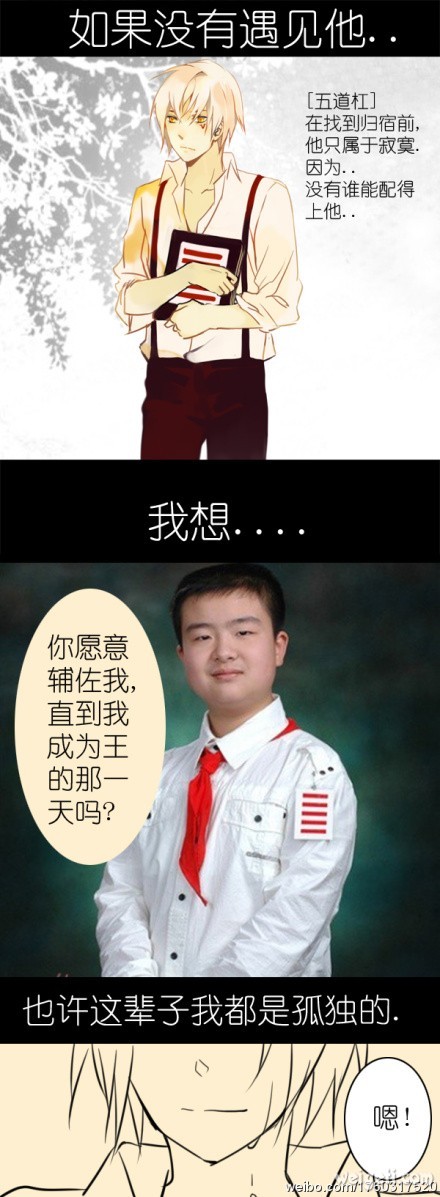 如果没有遇见他..
[五道杠]
在找到归宿前,
他只属于寂寞.
因为..
没有谁能配得
上他..
我想....
你愿意
辅佐我,
直到我
成为王
的那一
天吗?
也许这辈子我都是孤独的.
嗯!
weibo.com/1760317520